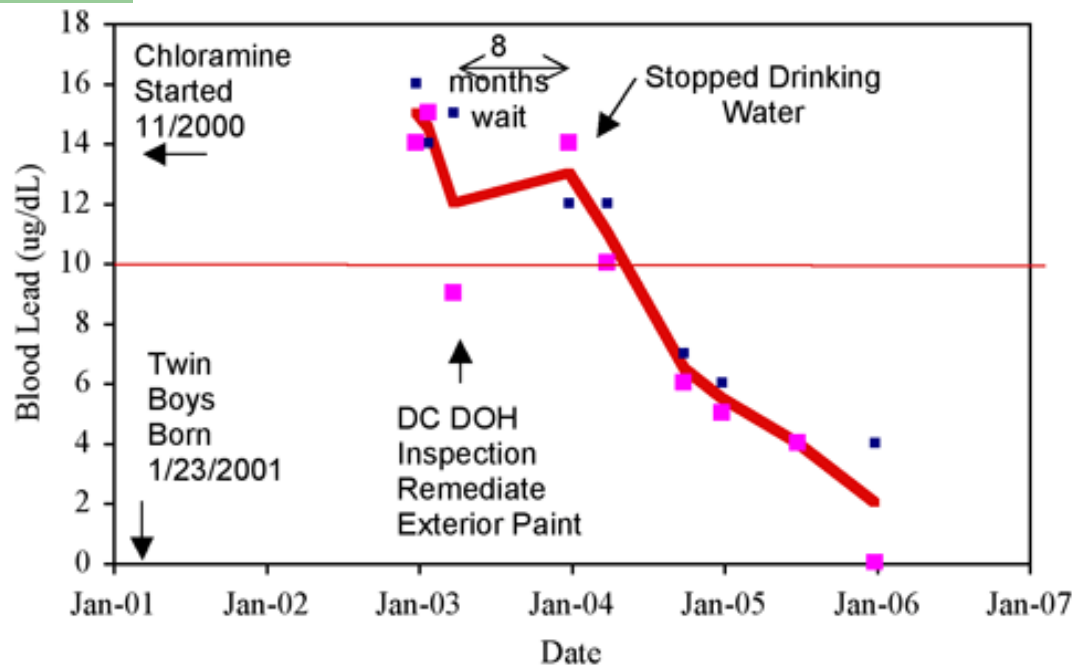 18
16
14
12
10
8
6
4
2
0
Blood Lead (ug/dL)
Chloramine
Started
11/2000
8
months
wait
Stopped Drinking
Water
Twin
Boys
Born
1/23/2001
DC DOH
Inspection
Remediate
Exterior Paint
Jan-01 Jan-02 Jan-03 Jan-04 Jan-05 Jan-06 Jan-07
Date